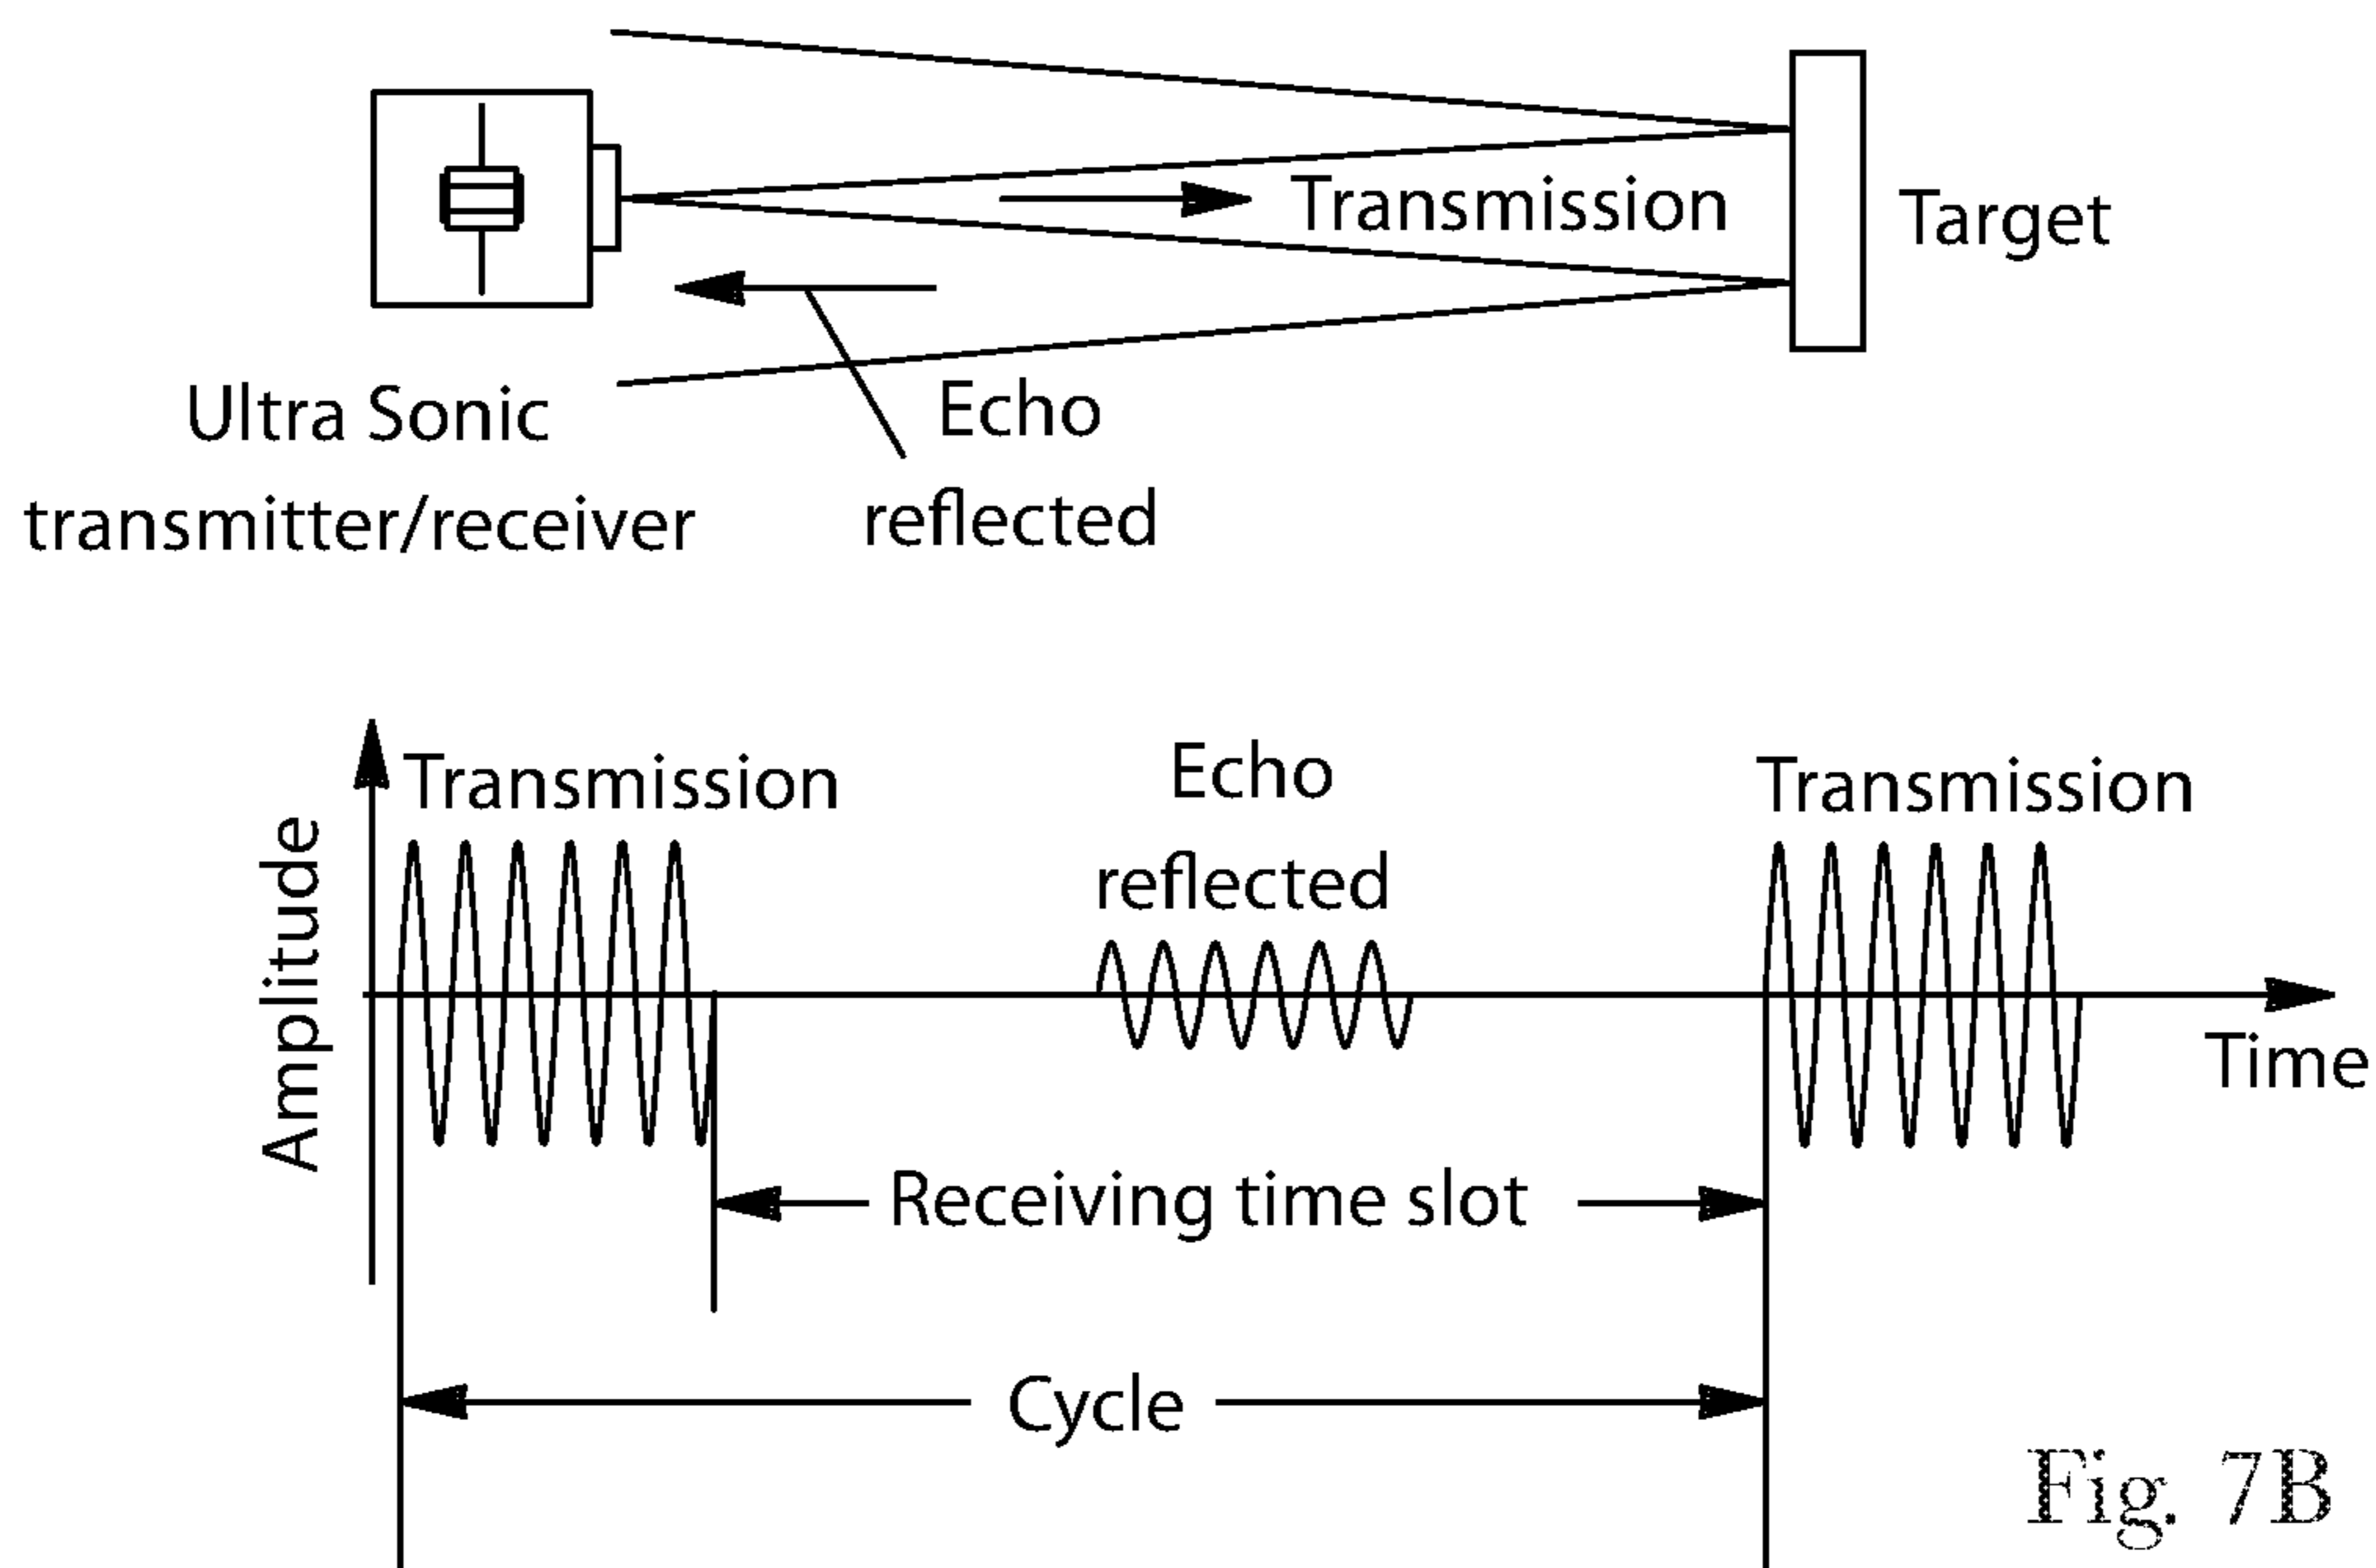 Transmission
Target
Ultra Sonic
transmitter/receiver
Echo
reflected
Transmission
Echo
reflected
Transmission
Amplitude
Time
Receiving time slot
Cycle
Fig. 7B